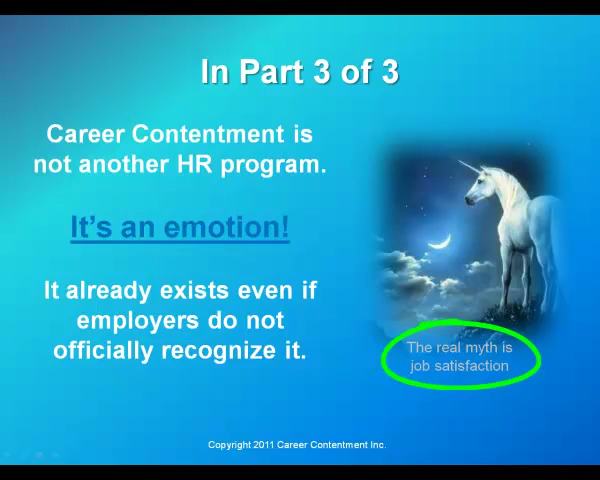 In Part 3 of 3
Career Contentment is
not another HR program.
It's an emotion!
It already exists even if
employers do not
officially recognize it.
The real myth is
job satisfaction
Copyright 2011 Career Contentment Inc.